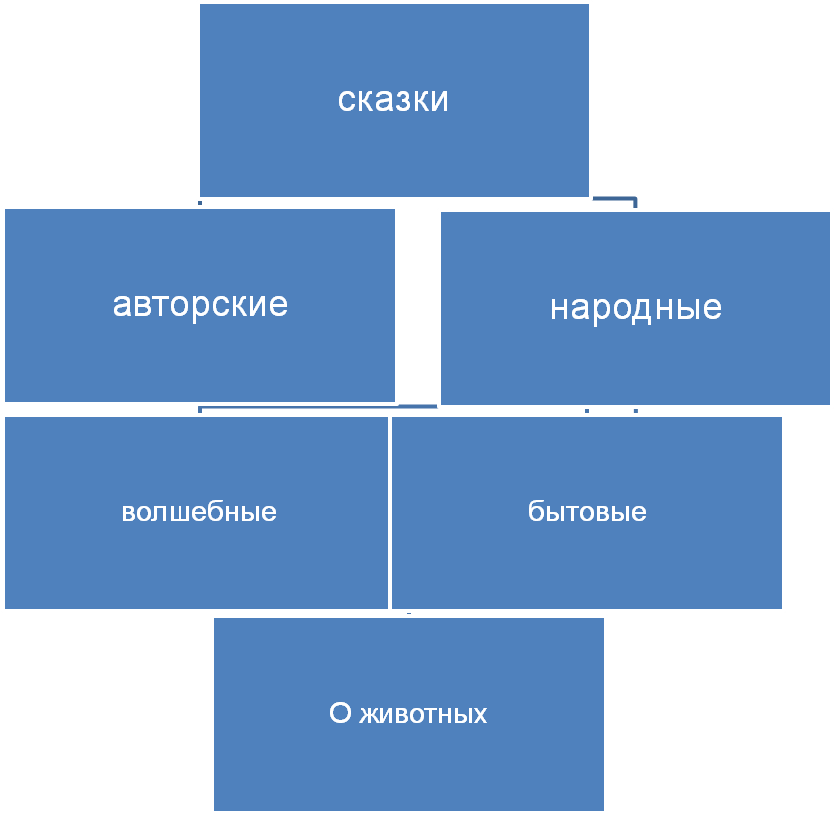 сказки
авторские
народные
волшебные
бытовые
О животных